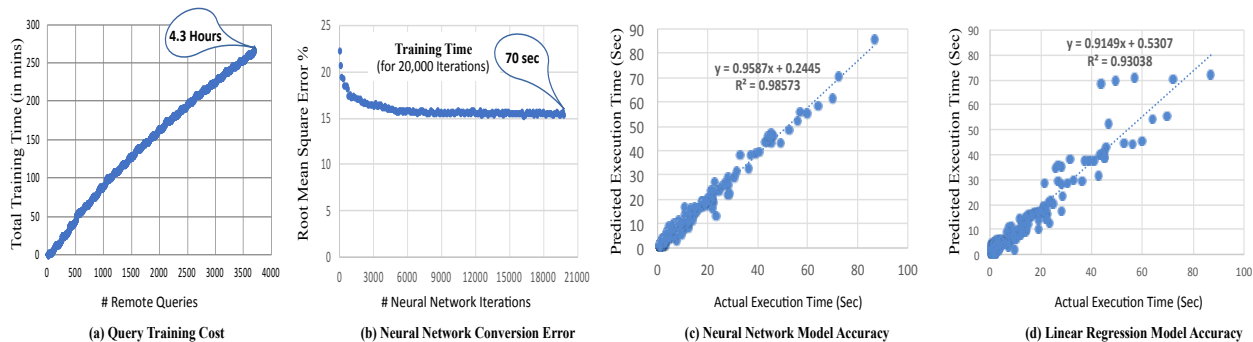 Total Training Time (in mins)
300
250
200
150
100
50
0
0 500 1000 1500 2000 2500 3000 3500 4000
4.3 Hours
# Remote Queries
(a) Query Training Cost
Root Mean Square Error %
25
20
15
10
5
0
0 3000 6000 9000 12000 15000 18000 21000
Training Time
(for 20,000 Iterations)
70 sec
# Neural Network Iterations
(b) Neural Network Conversion Error
Predicted Execution Time (Sec)
90
80
70
60
50
40
30
20
10
0
0 20 40 60 80 100
y = 0.9587x + 0.2445
R² = 0.98573
Actual Execution Time (Sec)
(c) Neural Network Model Accuracy
Predicted Execution Time (Sec)
90
80
70
60
50
40
30
20
10
0
0 20 40 60 80 100
y = 0.9149x + 0.5307
R² = 0.93038
Actual Execution Time (Sec)
(d) Linear Regression Model Accuracy